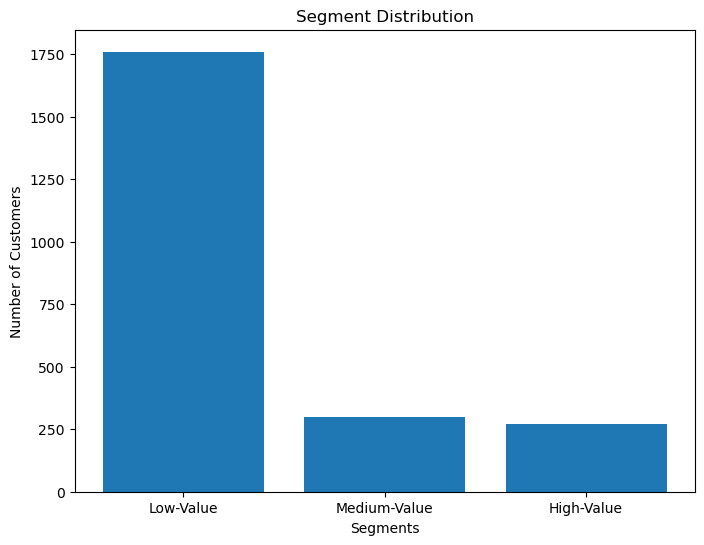 Segment Distribution
Number of Customers
1750
1500
1250
1000
750
500
250
0
Low-Value
Medium-Value
High-Value
Segments